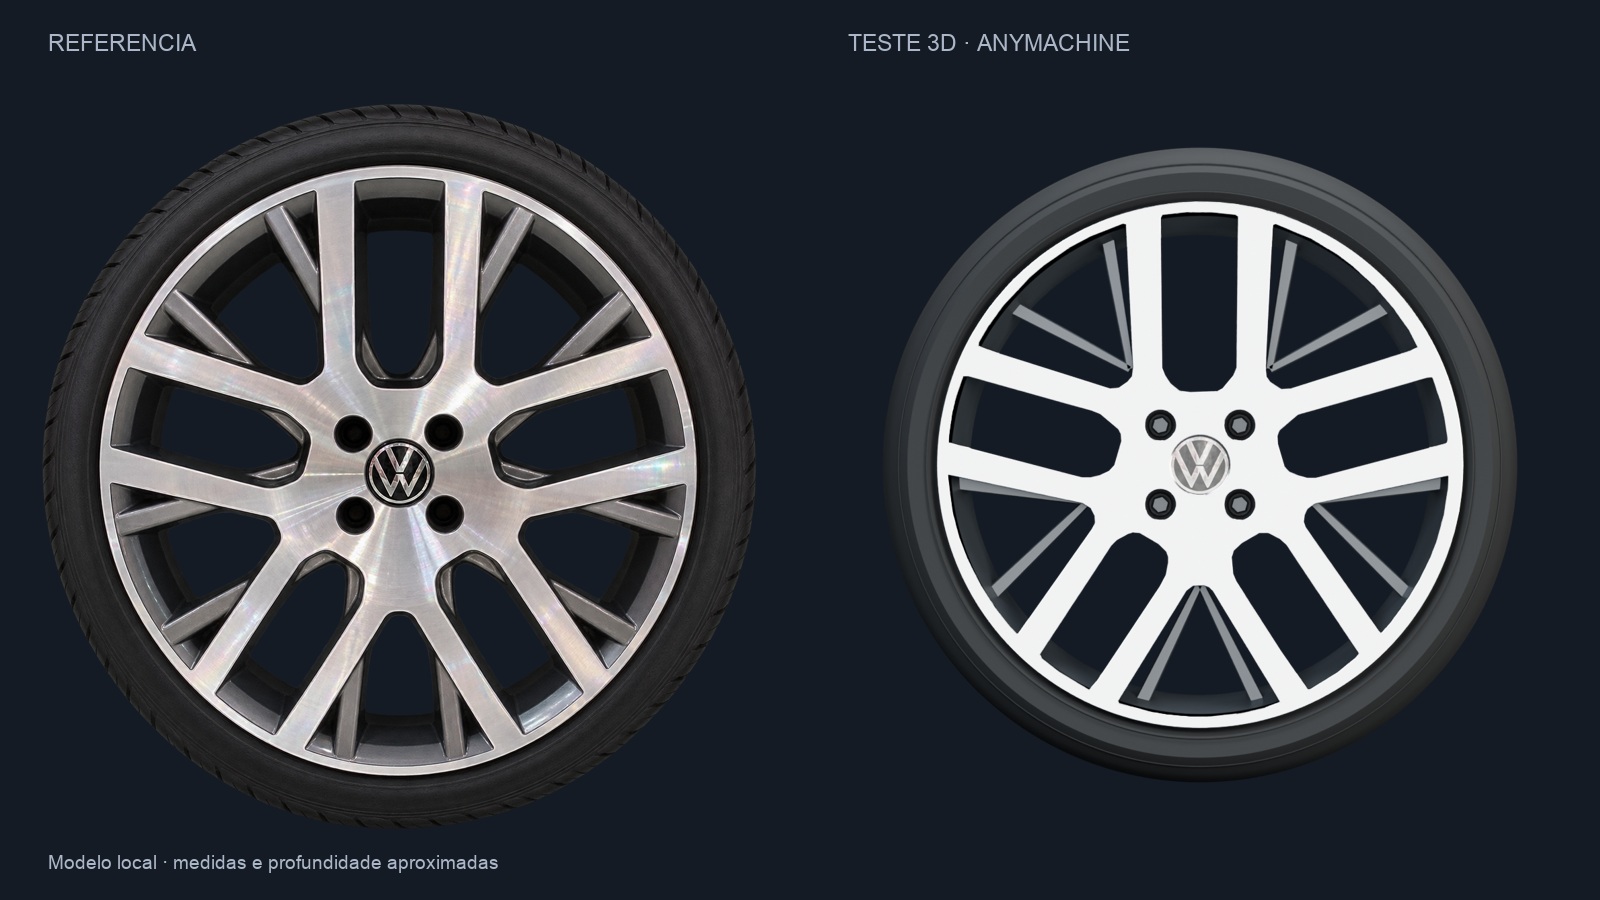 REFERENCIA
TESTE 3D · ANYMACHINE
Modelo local · medidas e profundidade aproximadas